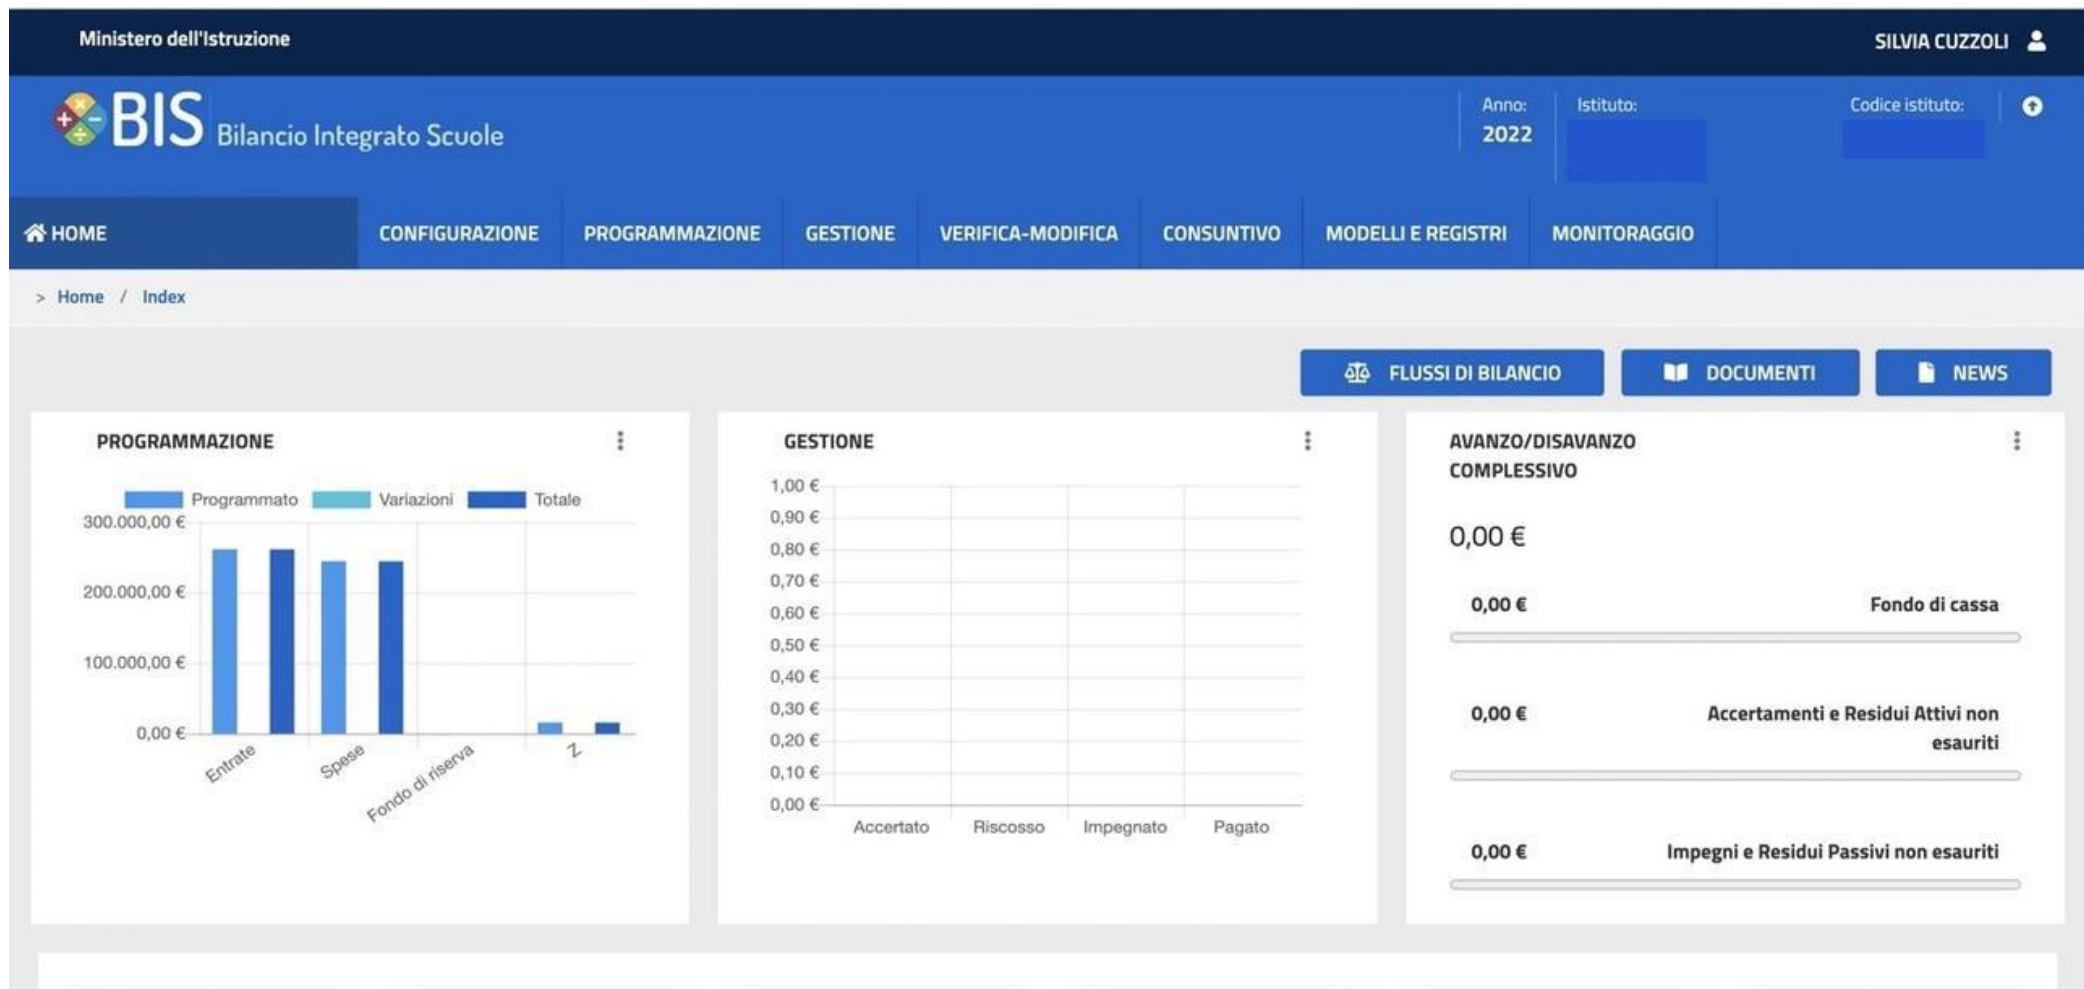 Ministero dell'Istruzione
SILVIA CUZZOLI
BIS Bilancio Integrato Scuole
Anno:
2022
Istituto:
Codice istituto:
HOME
CONFIGURAZIONE
PROGRAMMAZIONE
GESTIONE
VERIFICA-MODIFICA
CONSUNTIVO
MODELLI E REGISTRI
MONITORAGGIO
> Home / Index
FLUSSI DI BILANCIO
DOCUMENTI
NEWS
PROGRAMMAZIONE
Programmato
Variazioni
Totale
300.000,00 €
200.000,00 €
100.000,00 €
0,00 €
Entrate
Spese
Fondo di riserva
Z
GESTIONE
1,00 €
0,90 €
0,80 €
0,70 €
0,60 €
0,50 €
0,40 €
0,30 €
0,20 €
0,10 €
0,00 €
Accertato
Riscosso
Impegnato
Pagato
AVANZO/DISAVANZO
COMPLESSIVO
0,00 €
0,00 € Fondo di cassa
0,00 € Accertamenti e Residui Attivi non
esauriti
0,00 € Impegni e Residui Passivi non esauriti